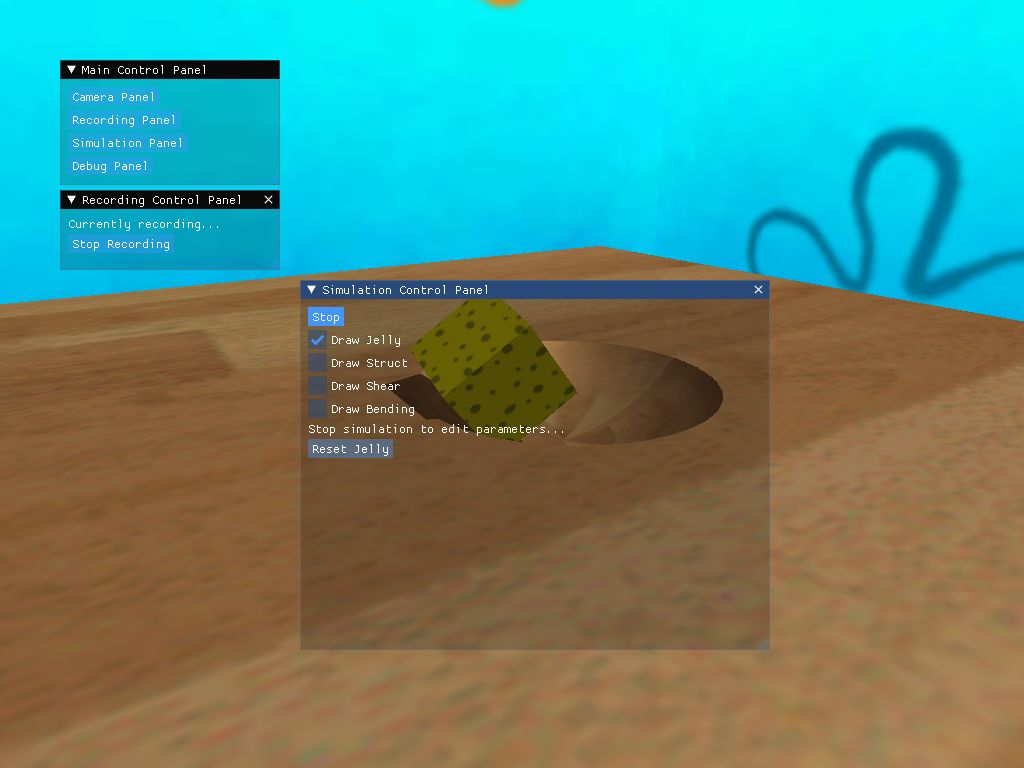 Main Control Panel
Camera Panel
Recording Panel
Simulation Panel
Debug Panel
Recording Control Panel
Currently recording...
Stop Recording
Simulation Control Panel
Stop
Draw Jelly
Draw Struct
Draw Shear
Draw Bending
Stop simulation to edit parameters...
Reset Jelly